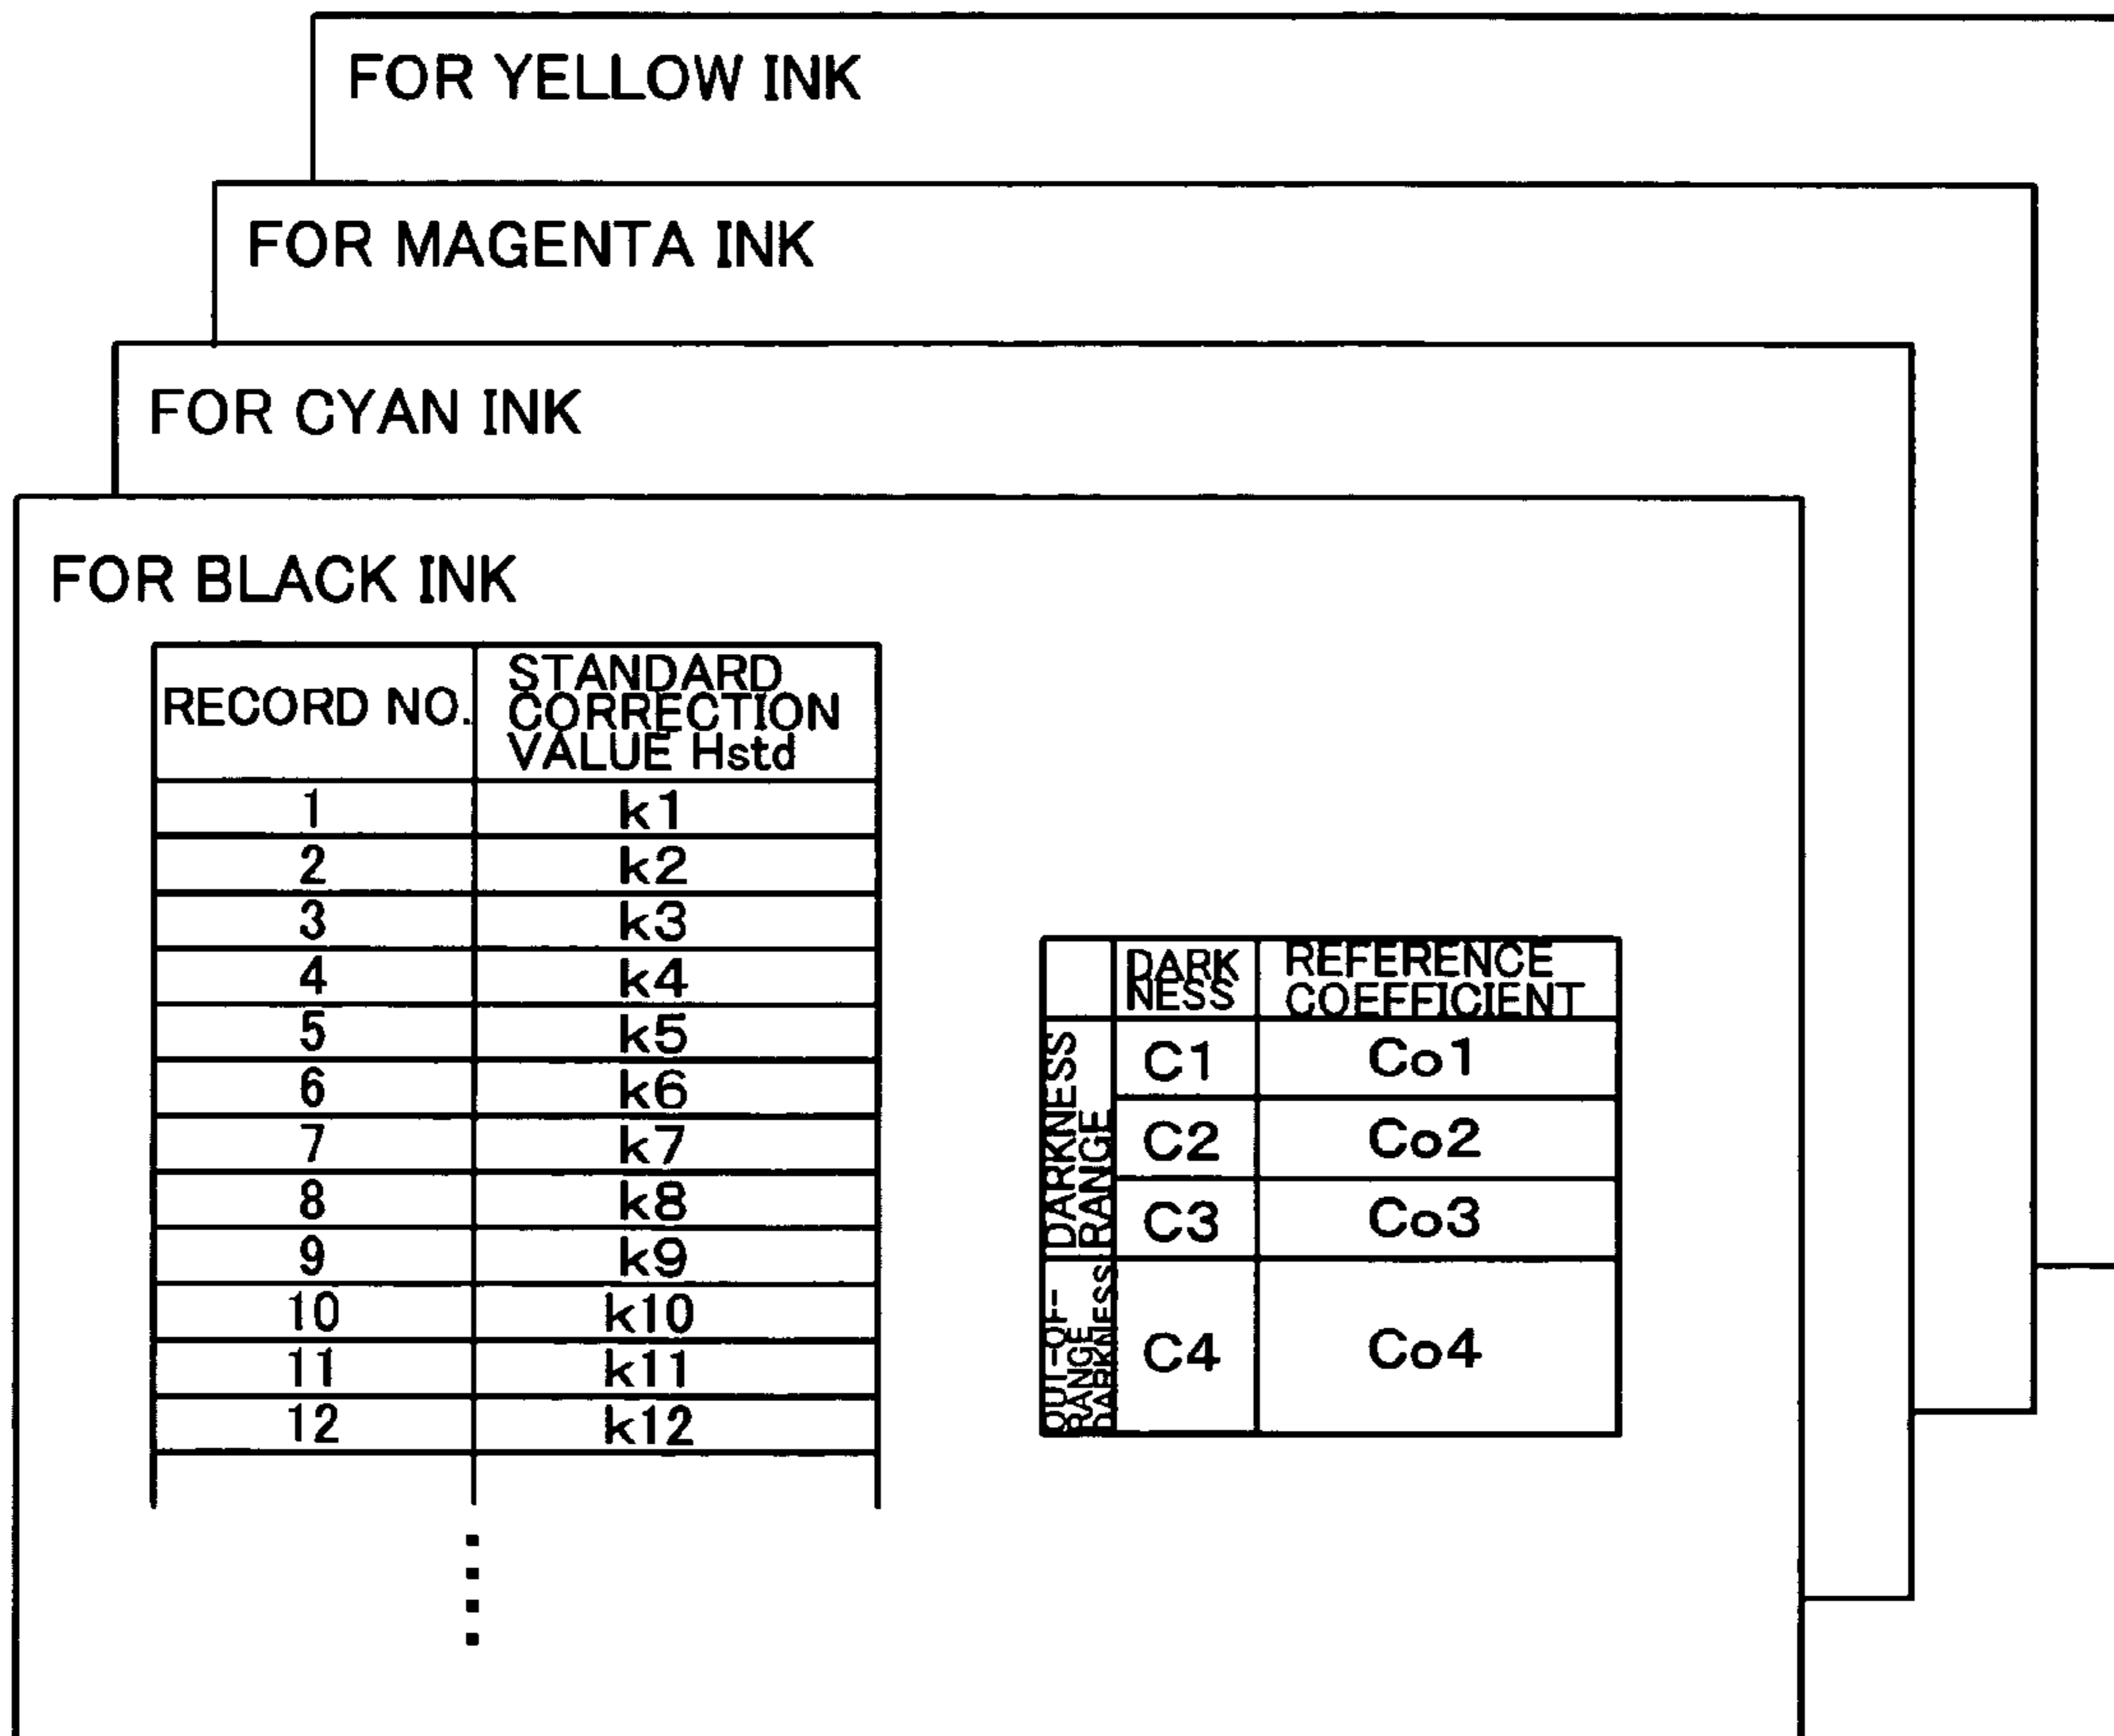 FOR YELLOW INK
FOR MAGENTA INK
FOR CYAN INK
FOR BLACK INK
RECORD NO. STANDARD CORRECTION VALUE Hstd
1 k1
2 k2
3 k3
4 k4
5 k5
6 k6
7 k7
8 k8
9 k9
10 k10
11 k11
12 k12
DARK NESS REFERENCE COEFFICIENT
DARKNESS RANGE
C1 Co1
C2 Co2
C3 Co3
OUT-OF-RANGE DARKNESS
C4 Co4